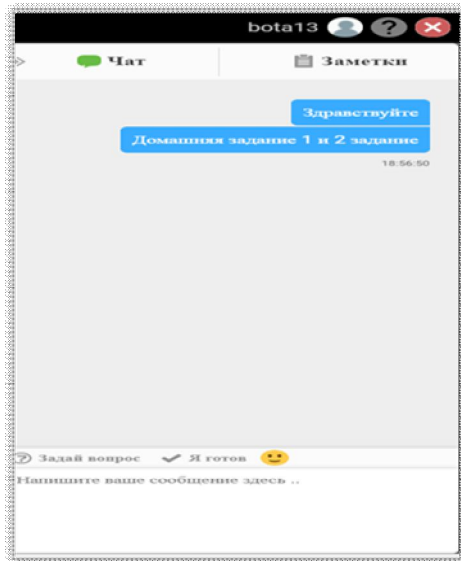 bota13
Чат Заметки
Здравствуйте
Домашняя задание 1 и 2 задание
18:56:50
Задай вопрос Я готов
Напишите ваше сообщение здесь ..